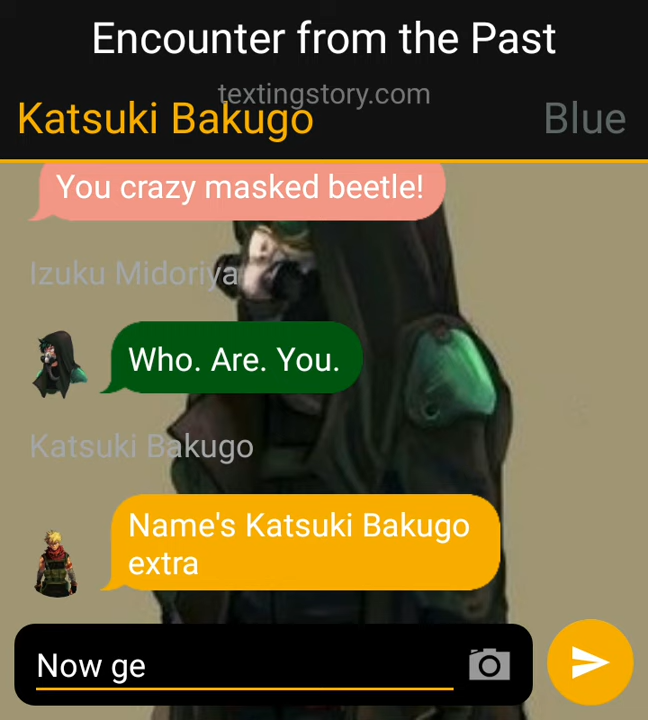 Encounter from the Past
textingstory.com
Katsuki Bakugo
Blue
You crazy masked beetle!
Izuku Midoriya
Who. Are. You.
Katsuki Bakugo
Name's Katsuki Bakugo
extra
Now ge